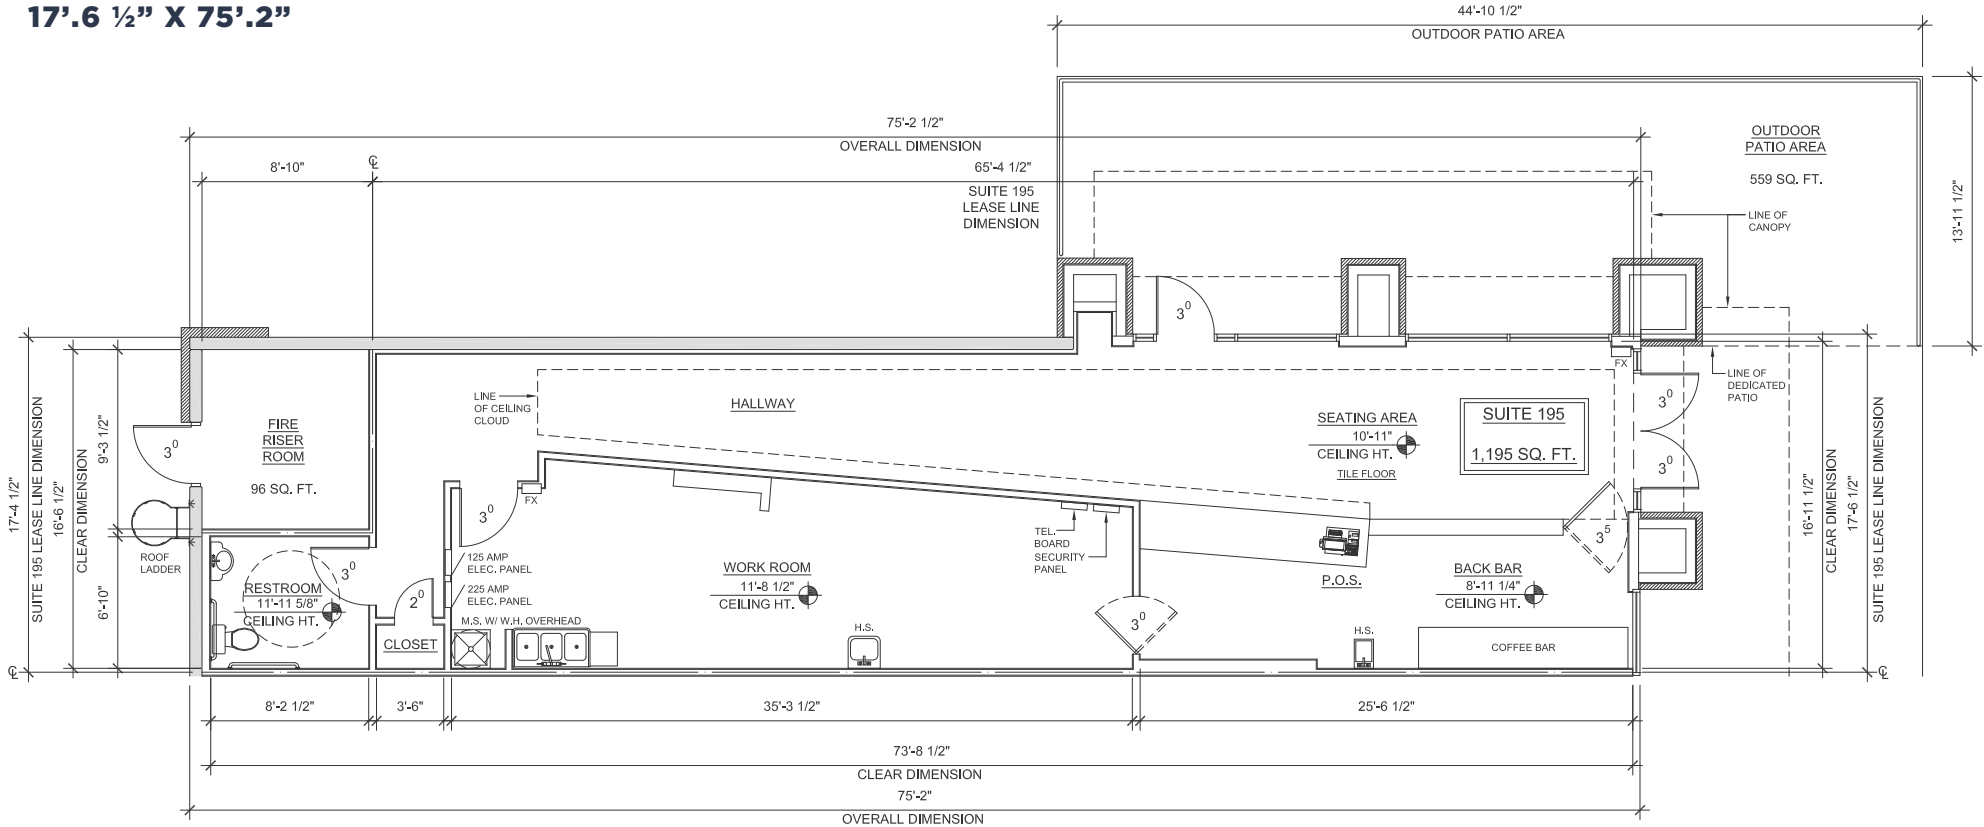 17'.6 ½" X 75'.2"
44'-10 1/2"
OUTDOOR PATIO AREA
75'-2 1/2"
OVERALL DIMENSION
OUTDOOR
PATIO AREA
559 SQ. FT.
8'-10"
℄
65'-4 1/2"
SUITE 195
LEASE LINE
DIMENSION
LINE OF
CANOPY
13'-11 1/2"
3⁰
FX
LINE OF
DEDICATED
PATIO
LINE
OF CEILING
CLOUD
HALLWAY
SEATING AREA
10'-11"
CEILING HT.
TILE FLOOR
SUITE 195
1,195 SQ. FT.
3⁰
3⁰
FIRE
RISER
ROOM
96 SQ. FT.
3⁰
17'-4 1/2"
SUITE 195 LEASE LINE DIMENSION
16'-6 1/2"
CLEAR DIMENSION
9'-3 1/2"
6'-10"
16'-11 1/2"
CLEAR DIMENSION
17'-6 1/2"
SUITE 195 LEASE LINE DIMENSION
FX
3⁰
ROOF
LADDER
TEL.
BOARD
SECURITY
PANEL
3⁵
125 AMP
ELEC. PANEL
225 AMP
ELEC. PANEL
M.S. W/ W.H. OVERHEAD
WORK ROOM
11'-8 1/2"
CEILING HT.
P.O.S.
BACK BAR
8'-11 1/4"
CEILING HT.
3⁰
RESTROOM
11'-11 5/8"
CEILING HT.
2⁰
CLOSET
H.S.
3⁰
H.S.
COFFEE BAR
℄
℄
8'-2 1/2"
3'-6"
35'-3 1/2"
25'-6 1/2"
73'-8 1/2"
CLEAR DIMENSION
75'-2"
OVERALL DIMENSION